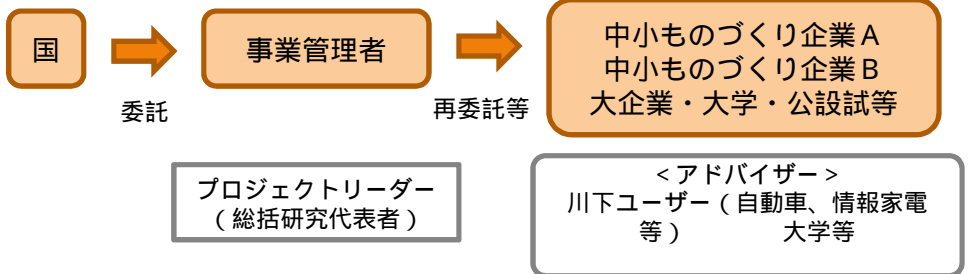 国
事業管理者
中小ものづくり企業A
中小ものづくり企業B
大企業・大学・公設試等
委託
再委託等
プロジェクトリーダー
(総括研究代表者)
<アドバイザー>
川下ユーザー(自動車、情報家電
等) 大学等